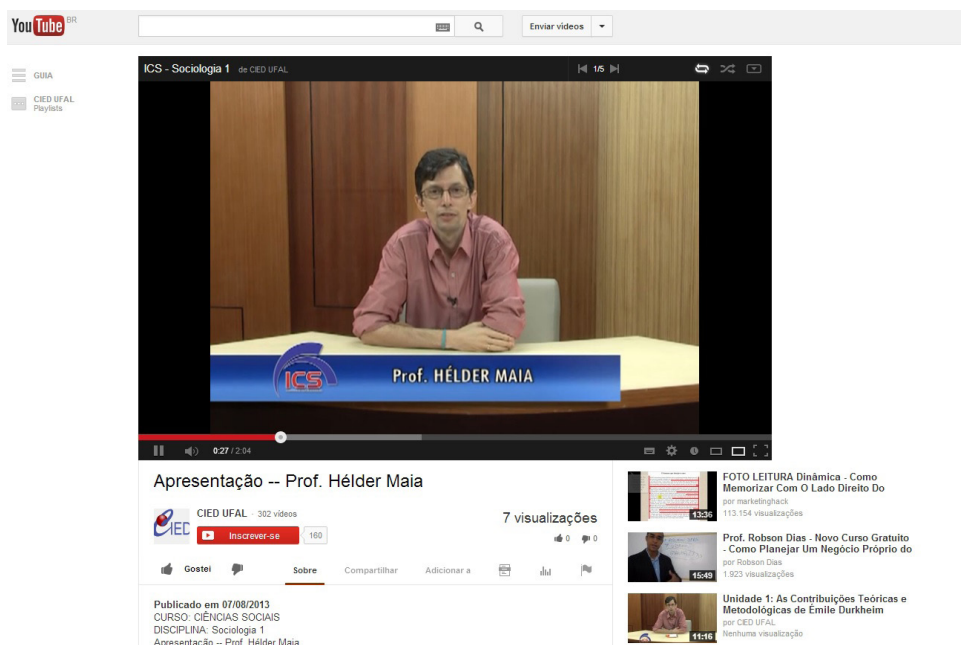 You Tube BR
Enviar vídeos
GUIA
CIED UFAL
Playlists
ICS - Sociologia 1 de CIED UFAL
1/5
ICS
Prof. HÉLDER MAIA
0:27 / 2:04
Apresentação -- Prof. Hélder Maia
CIED
CIED UFAL · 302 vídeos
Inscrever-se 160
7 visualizações
0 0
Gostei
Sobre
Compartilhar
Adicionar a
Publicado em 07/08/2013
CURSO: CIÊNCIAS SOCIAIS
DISCIPLINA: Sociologia 1
Apresentação -- Prof. Hélder Maia
13:36
FOTO LEITURA Dinâmica - Como
Memorizar Com O Lado Direito Do
por marketinghack
113.154 visualizações
15:49
Prof. Robson Dias - Novo Curso Gratuito
- Como Planejar Um Negócio Próprio do
por Robson Dias
1.923 visualizações
11:16
Unidade 1: As Contribuições Teóricas e
Metodológicas de Émile Durkheim
por CIED UFAL
Nenhuma visualização